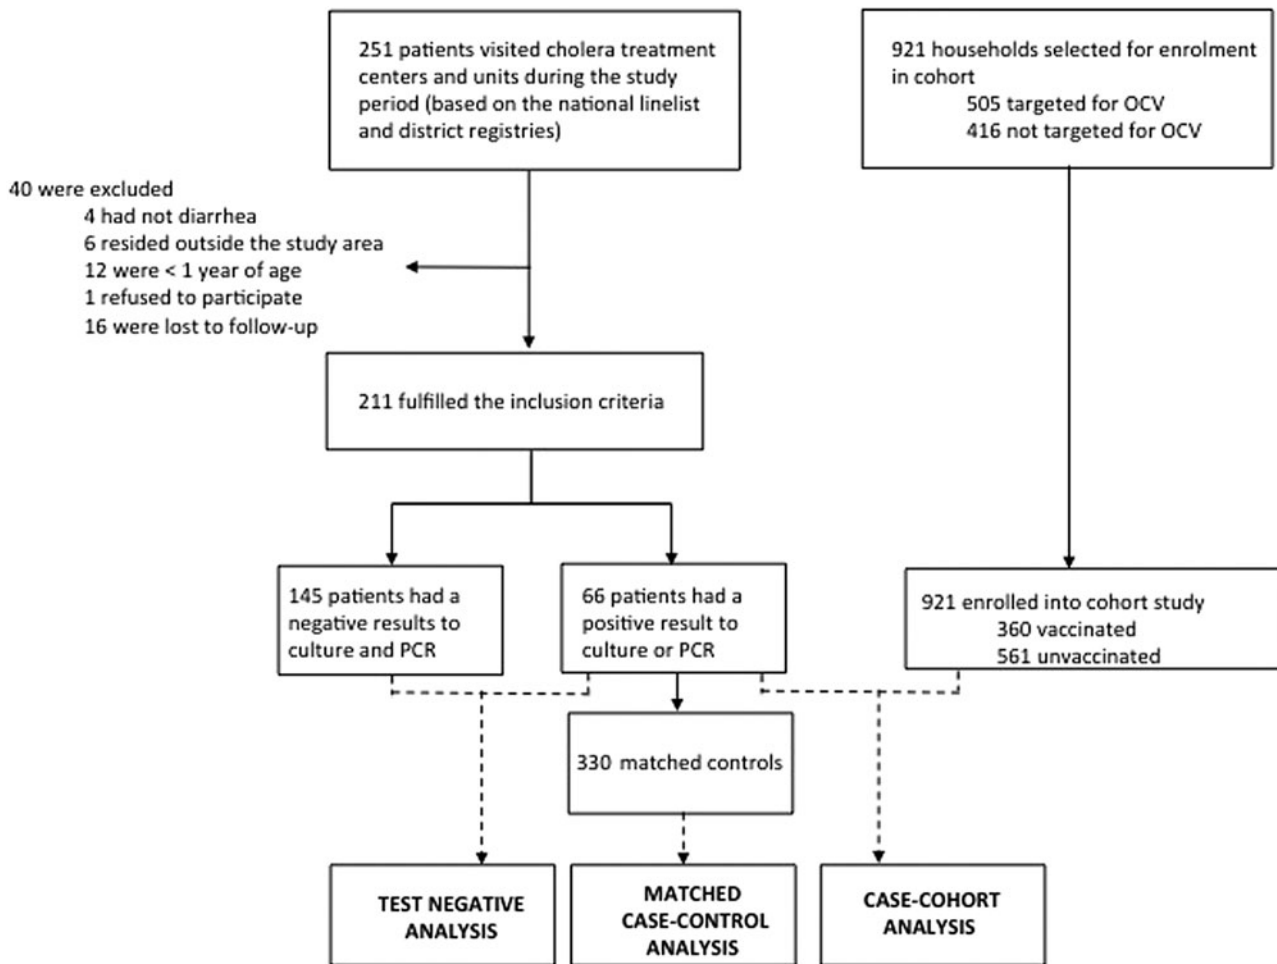 251 patients visited cholera treatment
centers and units during the study
period (based on the national linelist
and district registries)
921 households selected for enrolment
in cohort
505 targeted for OCV
416 not targeted for OCV
40 were excluded
4 had not diarrhea
6 resided outside the study area
12 were < 1 year of age
1 refused to participate
16 were lost to follow-up
211 fulfilled the inclusion criteria
145 patients had a
negative results to
culture and PCR
66 patients had a
positive result to
culture or PCR
921 enrolled into cohort study
360 vaccinated
561 unvaccinated
330 matched controls
TEST NEGATIVE
ANALYSIS
MATCHED
CASE-CONTROL
ANALYSIS
CASE-COHORT
ANALYSIS